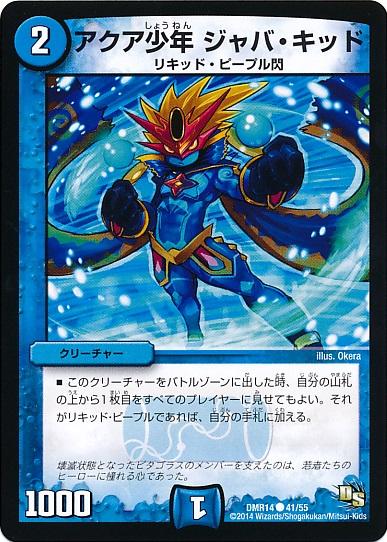 2
アクア少年 ジャバ・キッド
しょうねん
リキッド・ピープル閃
クリーチャー
illus. Okera
■ このクリーチャーをバトルゾーンに出した時、自分の山札
の上から1枚目をすべてのプレイヤーに見せてもよい。それ
がリキッド・ピープルであれば、自分の手札に加える。
壊滅状態となったピタゴラスのメンバーを支えたのは、若造たちの
ヒーローに憧れる心であった。
1000
1
DMR14 ● 41/55
©2014 Wizards/Shogakukan/Mitsui-Kids
DS